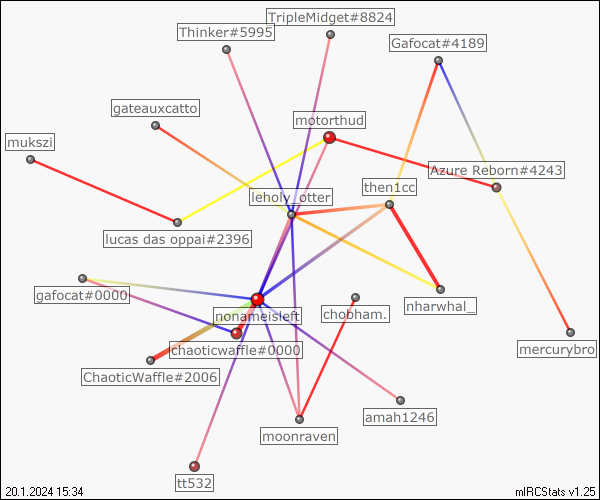 TripleMidget#8824
Thinker#5995
Gafocat#4189
gateauxcatto
motorthud
mukszi
Azure Reborn#4243
then1cc
leholy_otter
lucas das oppai#2396
gafocat#0000
nharwhal_
chobham.
nonameisleft
mercurybro
chaoticwaffle#0000
ChaoticWaffle#2006
amah1246
moonraven
tt532
20.1.2024 15:34
mIRCStats v1.25